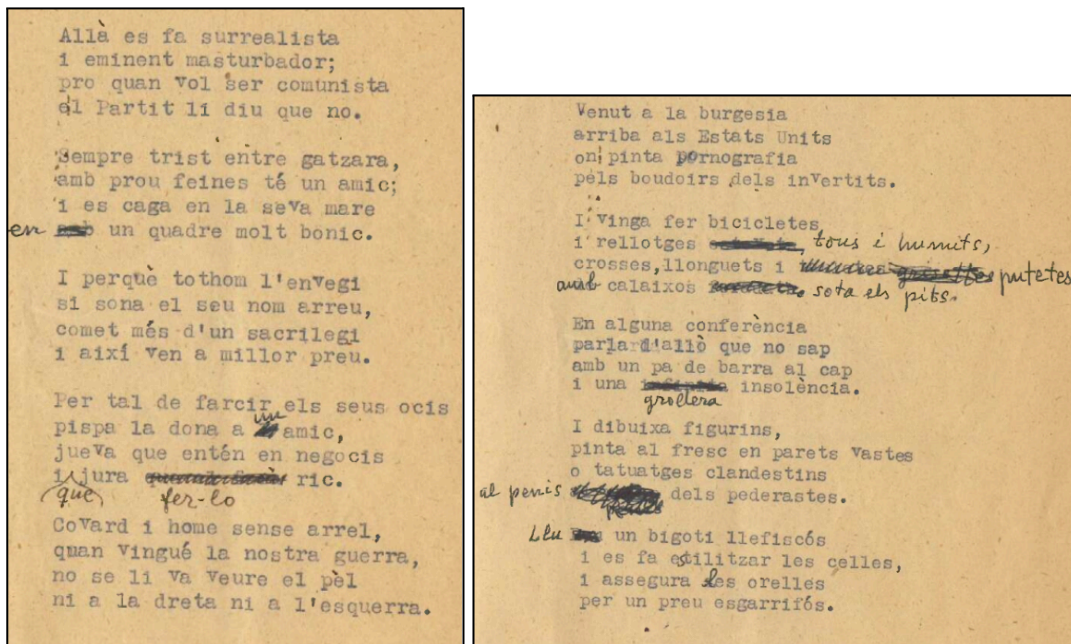 Allà es fa surrealista
i eminent masturbador;
pro quan vol ser comunista
el Partit li diu que no.
Sempre trist entre gatzara,
amb prou feines té un amic;
i es caga en la seva mare
en un quadre molt bonic.
I perquè tothom l'envegi
si sona el seu nom arreu,
comet més d'un sacrilegi
i així ven a millor preu.
Per tal de farcir els seus ocis
pispa la dona a un amic,
jueva que entén en negocis
i jura que fer-lo ric.
Covard i home sense arrel,
quan vingué la nostra guerra,
no se li va veure el pèl
ni a la dreta ni a l'esquerra.
Venut a la burgesia
arriba als Estats Units
on pinta pornografia
pels boudoirs dels invertits.
I vinga fer bicicletes
i rellotges tous i humits,
crosses, llonguets i putetes
amb calaixos sota els pits.
En alguna conferència
parla d'allò que no sap
amb un pa de barra al cap
i una grollera insolència.
I dibuixa figurins,
pinta al fresc en parets vastes
o tatuatges clandestins
al penis dels pederastes.
Lleu un bigoti llefiscós
i es fa estilitzar les celles,
i assegura les orelles
per un preu esgarrifós.